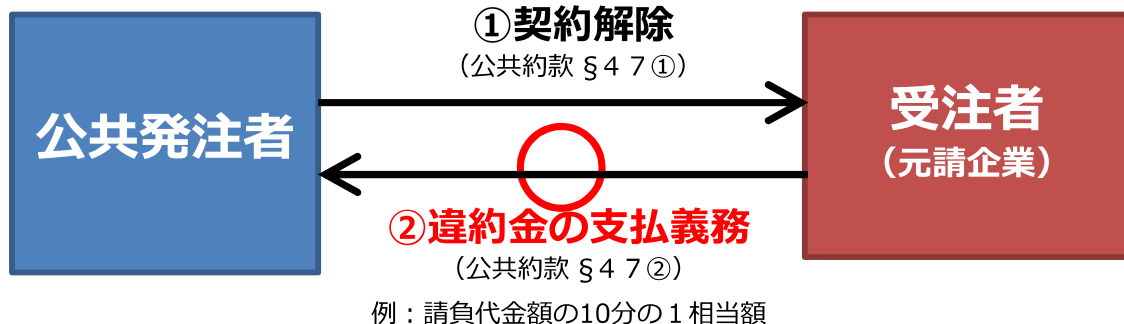 ①契約解除
（公共約款 §４７①）
公共発注者
受注者
（元請企業）
②違約金の支払義務
（公共約款 §４７②）
例：請負代金額の10分の１相当額